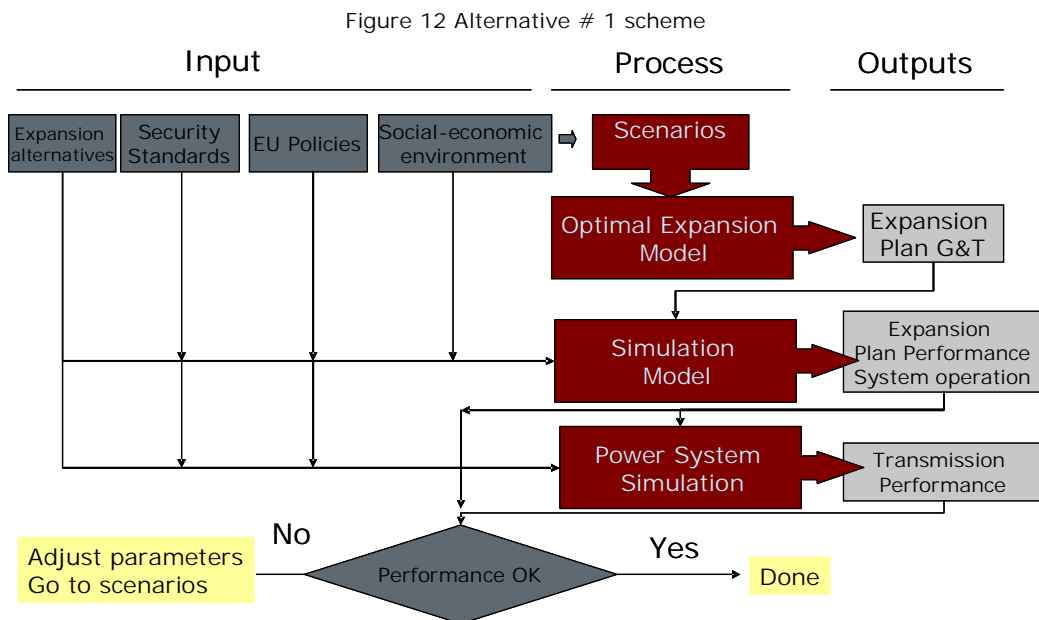 Figure 12 Alternative # 1 scheme
Input
Process
Outputs
Expansion
alternatives
Security
Standards
EU Policies
Social-economic
environment
Scenarios
Optimal Expansion
Model
Expansion
Plan G&T
Simulation
Model
Expansion
Plan Performance
System operation
Power System
Simulation
Transmission
Performance
No
Yes
Adjust parameters
Go to scenarios
Performance OK
Done